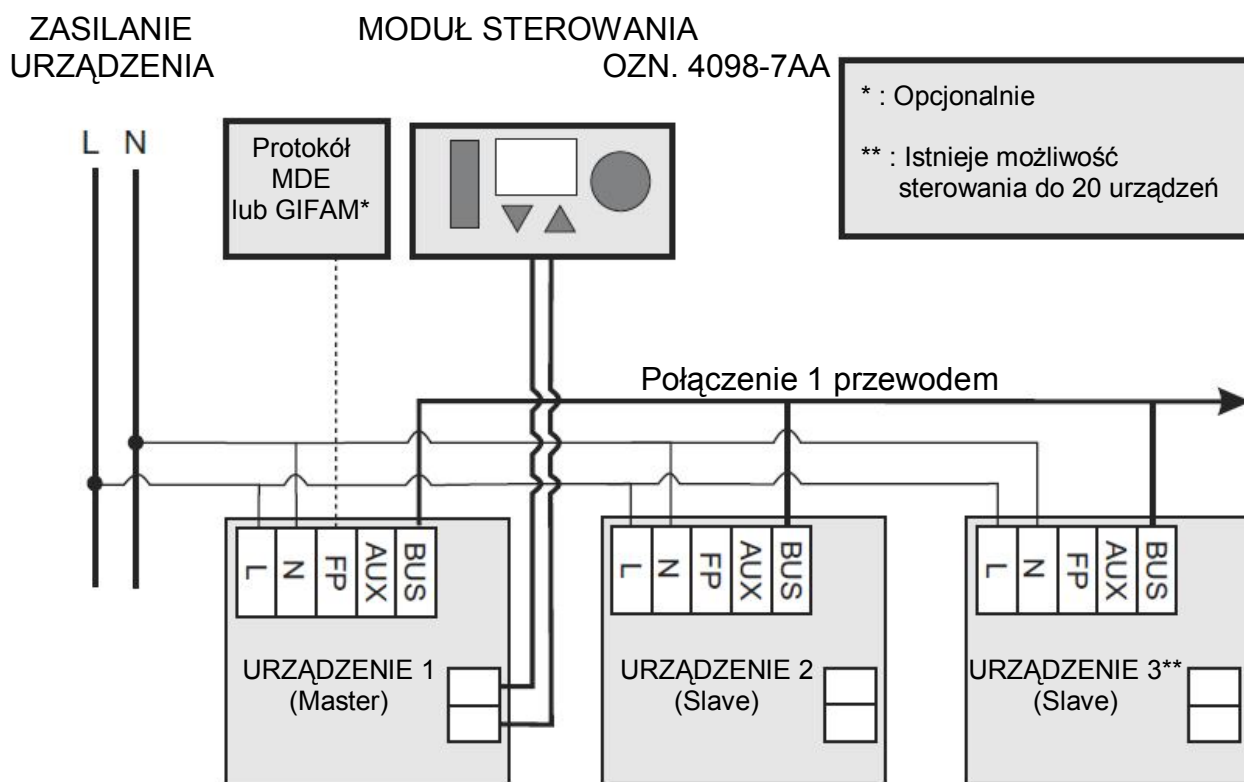 ZASILANIE
URZĄDZENIA
MODUŁ STEROWANIA
OZN. 4098-7AA
* : Opcjonalnie
** : Istnieje możliwość
sterowania do 20 urządzeń
L N
Protokół
MDE
lub GIFAM*
Połączenie 1 przewodem
L N FP AUX BUS
L N FP AUX BUS
L N FP AUX BUS
URZĄDZENIE 1
(Master)
URZĄDZENIE 2
(Slave)
URZĄDZENIE 3**
(Slave)